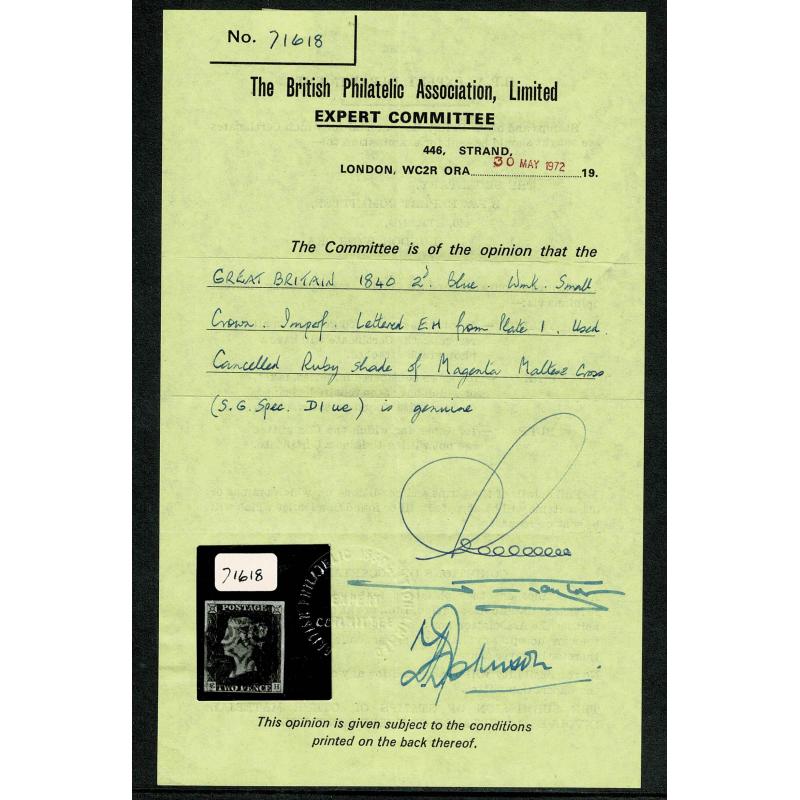 No. 71618
The British Philatelic Association, Limited
EXPERT COMMITTEE
446, STRAND,
LONDON, WC2R ORA 30 MAY 1972 19.
The Committee is of the opinion that the
GREAT BRITAIN 1840 2d Blue. Wmk. Small
Crown. Imperf. Lettered E.H from Plate 1. Used
Cancelled Ruby shade of Magenta Maltese Cross
(S.G. Spec. D1 ue) is genuine
71618
POSTAGE
E H
TWO PENCE
Johnson
This opinion is given subject to the conditions
printed on the back thereof.